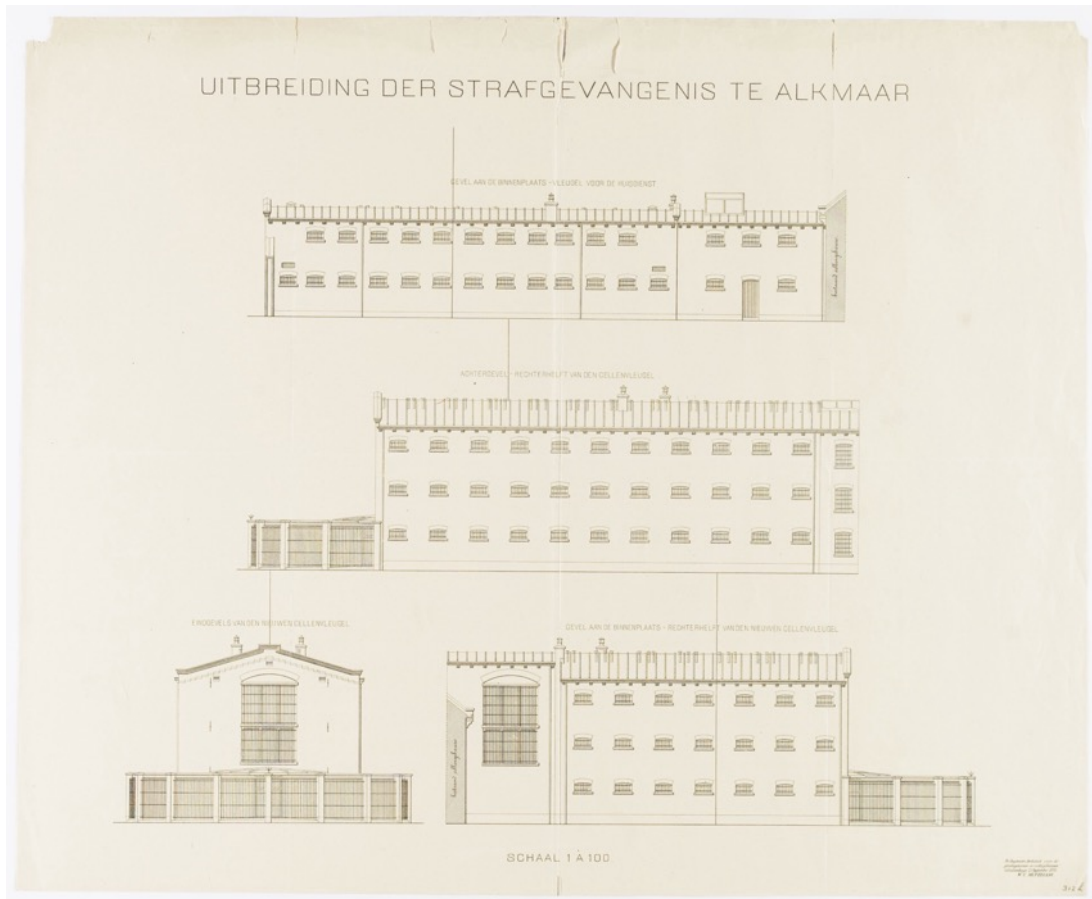 UITBREIDING DER STRAFGEVANGENIS TE ALKMAAR
GEVEL AAN DE BINNENPLAATS - VLEUGEL VOOR DE HUISDIENST
ACHTERGEVEL - RECHTERHELFT VAN DEN CELLENVLEUGEL
EINDGEVELS VAN DEN NIEUWEN CELLENVLEUGEL
GEVEL AAN DE BINNENPLAATS - RECHTERHELFT VAN DEN NIEUWEN CELLENVLEUGEL
SCHAAL 1 À 100